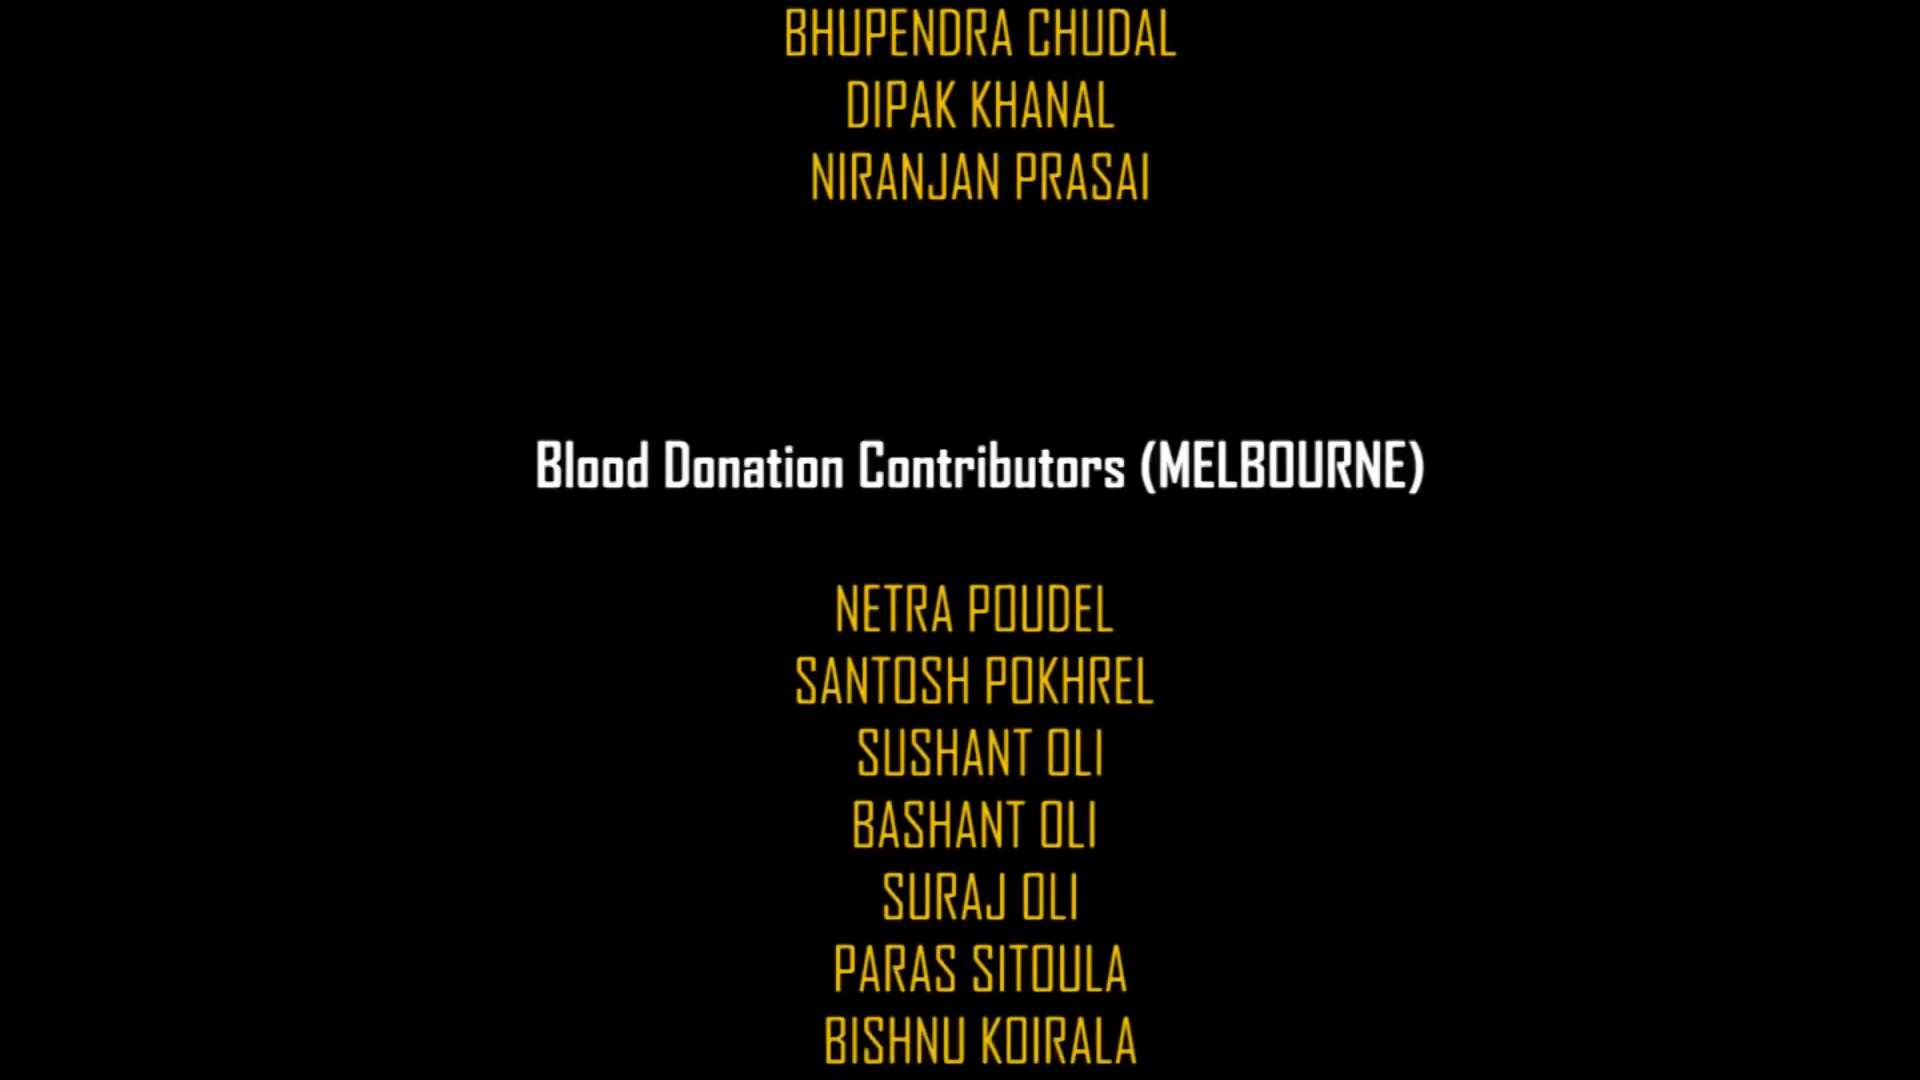 BHUPENDRA CHUDAL
DIPAK KHANAL
NIRANJAN PRASAI
Blood Donation Contributors (MELBOURNE)
NETRA POUDEL
SANTOSH POKHREL
SUSHANT OLI
BASHANT OLI
SURAJ OLI
PARAS SITOULA
BISHNU KOIRALA